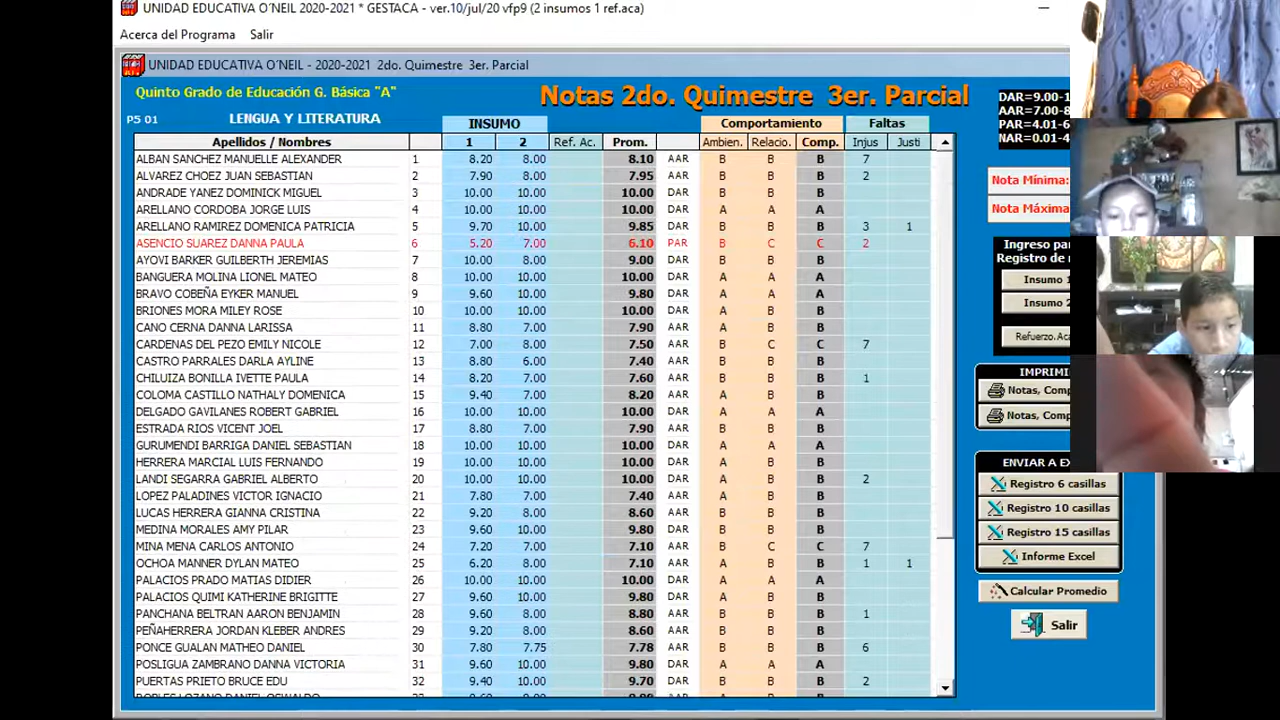 UNIDAD EDUCATIVA O´NEIL 2020-2021 * GESTACA - ver.10/jul/20 vfp9 (2 insumos 1 ref.aca)
Acerca del Programa Salir
UNIDAD EDUCATIVA O´NEIL - 2020-2021 2do. Quimestre 3er. Parcial
Quinto Grado de Educación G. Básica "A"
Notas 2do. Quimestre 3er. Parcial
P5 01 LENGUA Y LITERATURA
INSUMO Comportamiento Faltas
Apellidos / Nombres 1 2 Ref. Ac. Prom. Ambien. Relacio. Comp. Injus Justi
ALBAN SANCHEZ MANUELLE ALEXANDER 1 8.20 8.00 8.10 AAR B B B 7
ALVAREZ CHOEZ JUAN SEBASTIAN 2 7.90 8.00 7.95 AAR B B B 2
ANDRADE YANEZ DOMINICK MIGUEL 3 10.00 10.00 10.00 DAR B B B
ARELLANO CORDOBA JORGE LUIS 4 10.00 10.00 10.00 DAR A A A
ARELLANO RAMIREZ DOMENICA PATRICIA 5 9.70 10.00 9.85 DAR B B B 3 1
ASENCIO SUAREZ DANNA PAULA 6 5.20 7.00 6.10 PAR B C C 2
AYOVI BARKER GUILBERTH JEREMIAS 7 10.00 8.00 9.00 DAR B B B
BANGUERA MOLINA LIONEL MATEO 8 10.00 10.00 10.00 DAR A A A
BRAVO COBEÑA EYKER MANUEL 9 9.60 10.00 9.80 DAR A A A
BRIONES MORA MILEY ROSE 10 10.00 10.00 10.00 DAR A B B
CANO CERNA DANNA LARISSA 11 8.80 7.00 7.90 AAR A B B
CARDENAS DEL PEZO EMILY NICOLE 12 7.00 8.00 7.50 AAR B C C 7
CASTRO PARRALES DARLA AYLINE 13 8.80 6.00 7.40 AAR B B B
CHILUIZA BONILLA IVETTE PAULA 14 8.20 7.00 7.60 AAR B B B 1
COLOMA CASTILLO NATHALY DOMENICA 15 9.40 7.00 8.20 AAR A B B
DELGADO GAVILANES ROBERT GABRIEL 16 10.00 10.00 10.00 DAR A A A
ESTRADA RIOS VICENT JOEL 17 8.80 7.00 7.90 AAR B B B
GURUMENDI BARRIGA DANIEL SEBASTIAN 18 10.00 10.00 10.00 DAR A A A
HERRERA MARCIAL LUIS FERNANDO 19 10.00 10.00 10.00 DAR A B B
LANDI SEGARRA GABRIEL ALBERTO 20 10.00 10.00 10.00 DAR A B B 2
LOPEZ PALADINES VICTOR IGNACIO 21 7.80 7.00 7.40 AAR B B B
LUCAS HERRERA GIANNA CRISTINA 22 9.20 8.00 8.60 AAR A B B
MEDINA MORALES AMY PILAR 23 9.60 10.00 9.80 DAR B B B
MINA MENA CARLOS ANTONIO 24 7.20 7.00 7.10 AAR B C C 7
OCHOA MANNER DYLAN MATEO 25 6.20 8.00 7.10 AAR A B B 1 1
PALACIOS PRADO MATIAS DIDIER 26 10.00 10.00 10.00 DAR A A A
PALACIOS QUIMI KATHERINE BRIGITTE 27 9.60 10.00 9.80 DAR A B B
PANCHANA BELTRAN AARON BENJAMIN 28 9.60 8.00 8.80 AAR B B B 1
PEÑAHERRERA JORDAN KLEBER ANDRES 29 9.20 8.00 8.60 AAR B B B
PONCE GUALAN MATHEO DANIEL 30 7.80 7.75 7.78 AAR B B B 6
POSLIGUA ZAMBRANO DANNA VICTORIA 31 9.60 10.00 9.80 DAR A A A
PUERTAS PRIETO BRUCE EDU 32 9.40 10.00 9.70 DAR A B B 2
DAR=9.00-1
AAR=7.00-8
PAR=4.01-6
NAR=0.01-4
Nota Mínima:
Nota Máxima
Ingreso pa
Registro de
Insumo 1
Insumo 2
Refuerzo.Aca
IMPRIMI
Notas, Comp
Notas, Comp
ENVIAR A EX
Registro 6 casillas
Registro 10 casillas
Registro 15 casillas
Informe Excel
Calcular Promedio
Salir